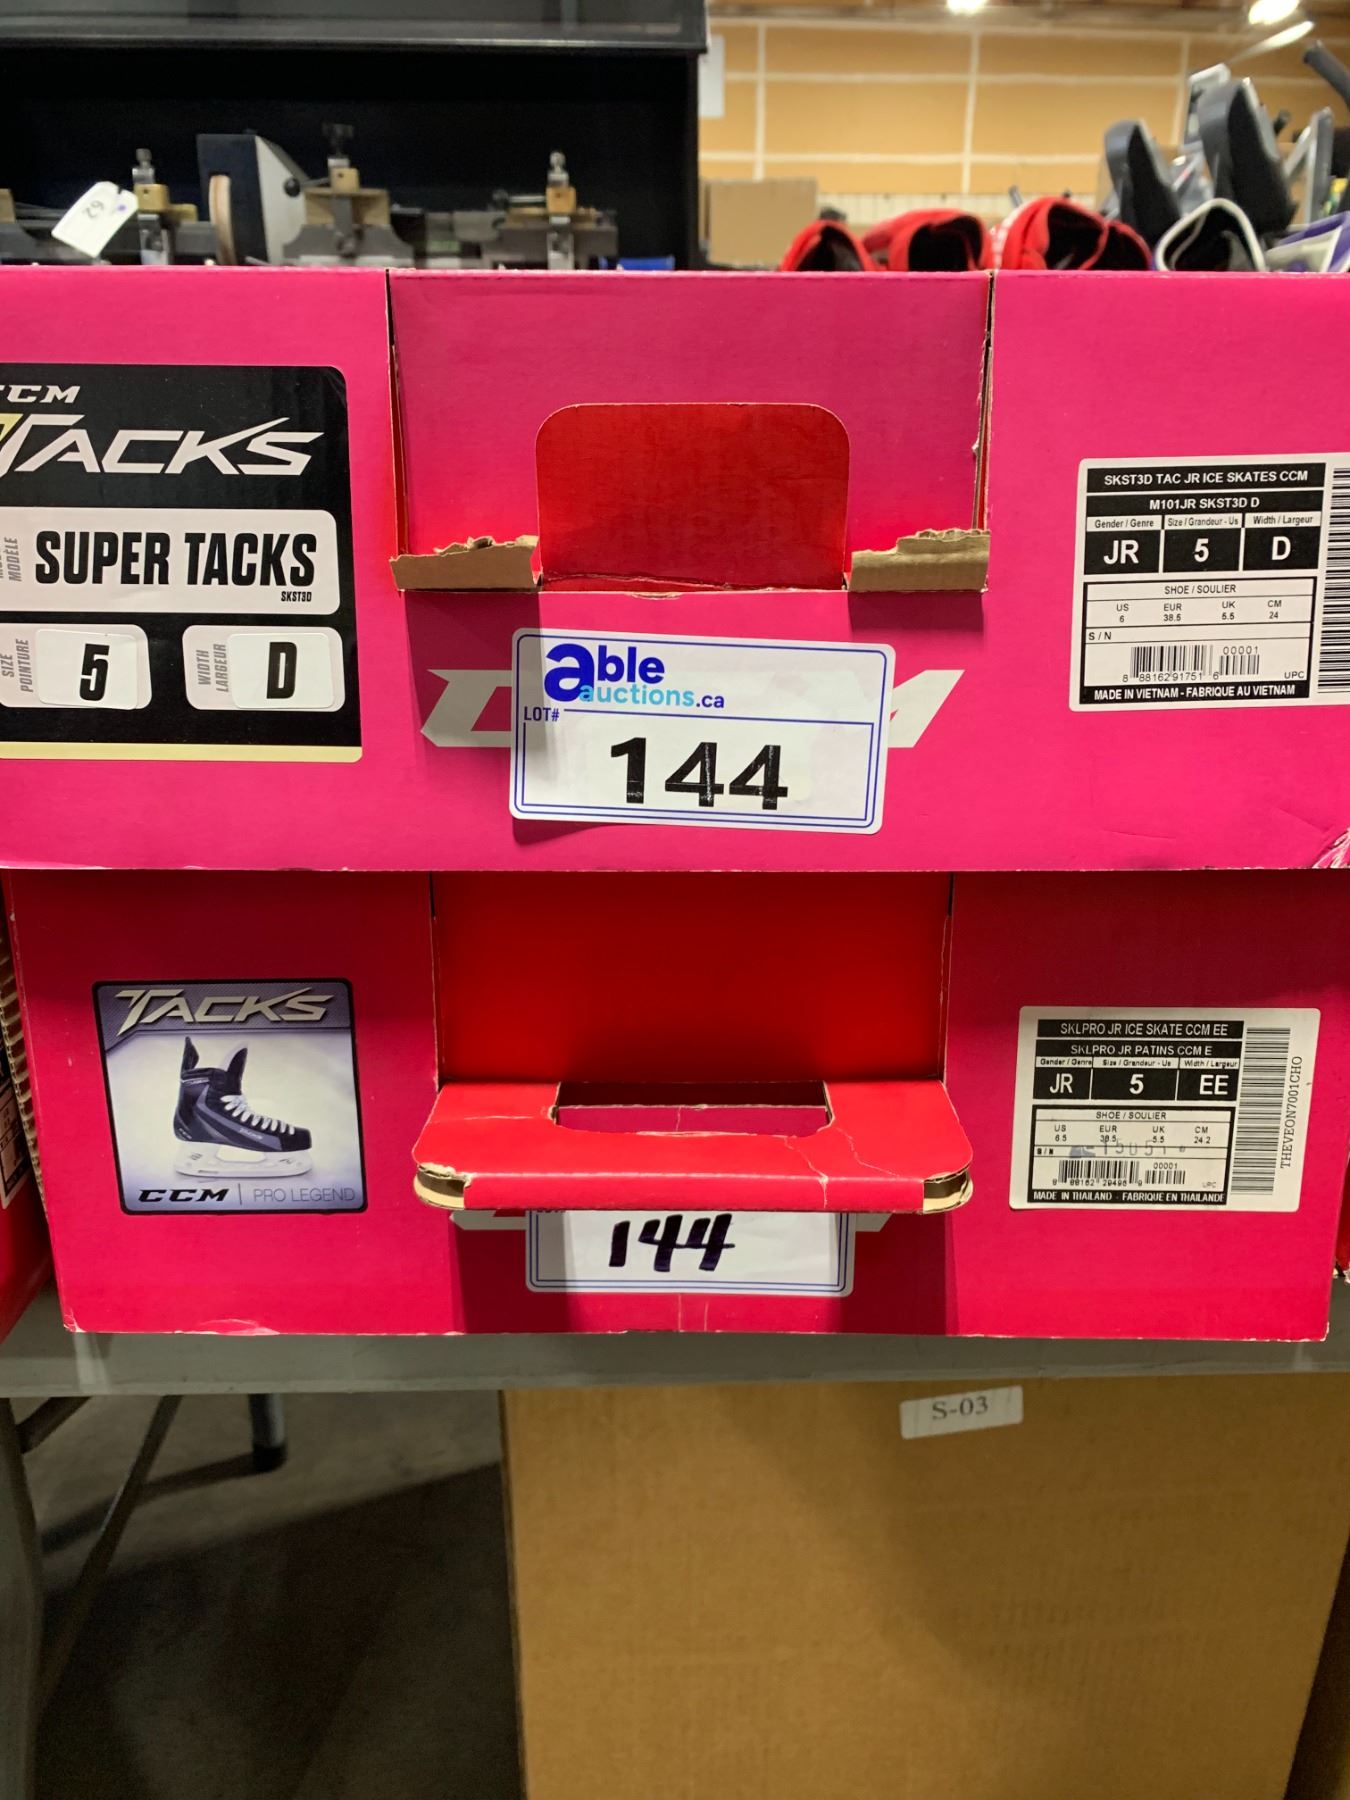 29
CCM
TACKS
MODÈLE
SUPER TACKS
SKST3D
SIZE
POINTURE
5
WIDTH
LARGEUR
D
able
auctions.ca
LOT#
144
SKST3D TAC JR ICE SKATES CCM
M101JR SKST3D D
Gender / Genre Size / Grandeur - Us Width / Largeur
JR 5 D
SHOE / SOULIER
US EUR UK CM
6 38.5 5.5 24
S / N
00001
8 88162 91751 6 UPC
MADE IN VIETNAM - FABRIQUE AU VIETNAM
TACKS
CCM | PRO LEGEND
144
SKLPRO JR ICE SKATE CCM EE
SKLPRO JR PATINS CCM E
Gender / Genre Size / Grandeur - Us Width / Largeur
JR 5 EE
SHOE / SOULIER
US EUR UK CM
6.5 38.5 5.5 24.2
S / N
00001
UPC
MADE IN THAILAND - FABRIQUE EN THAILANDE
THEVEON7001CHO
S-03